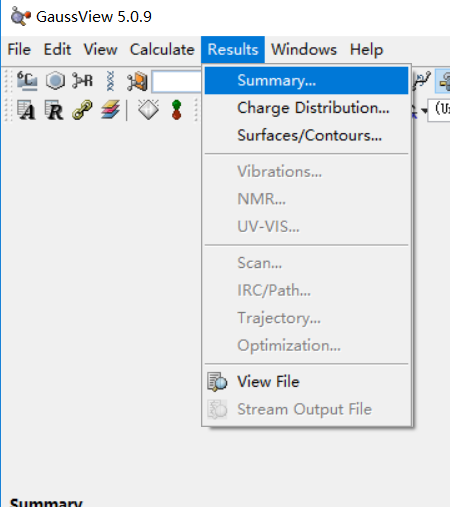 GaussView 5.0.9
File Edit View Calculate Results Windows Help
Summary...
Charge Distribution...
Surfaces/Contours...
Vibrations...
NMR...
UV-VIS...
Scan...
IRC/Path...
Trajectory...
Optimization...
View File
Stream Output File
Summary